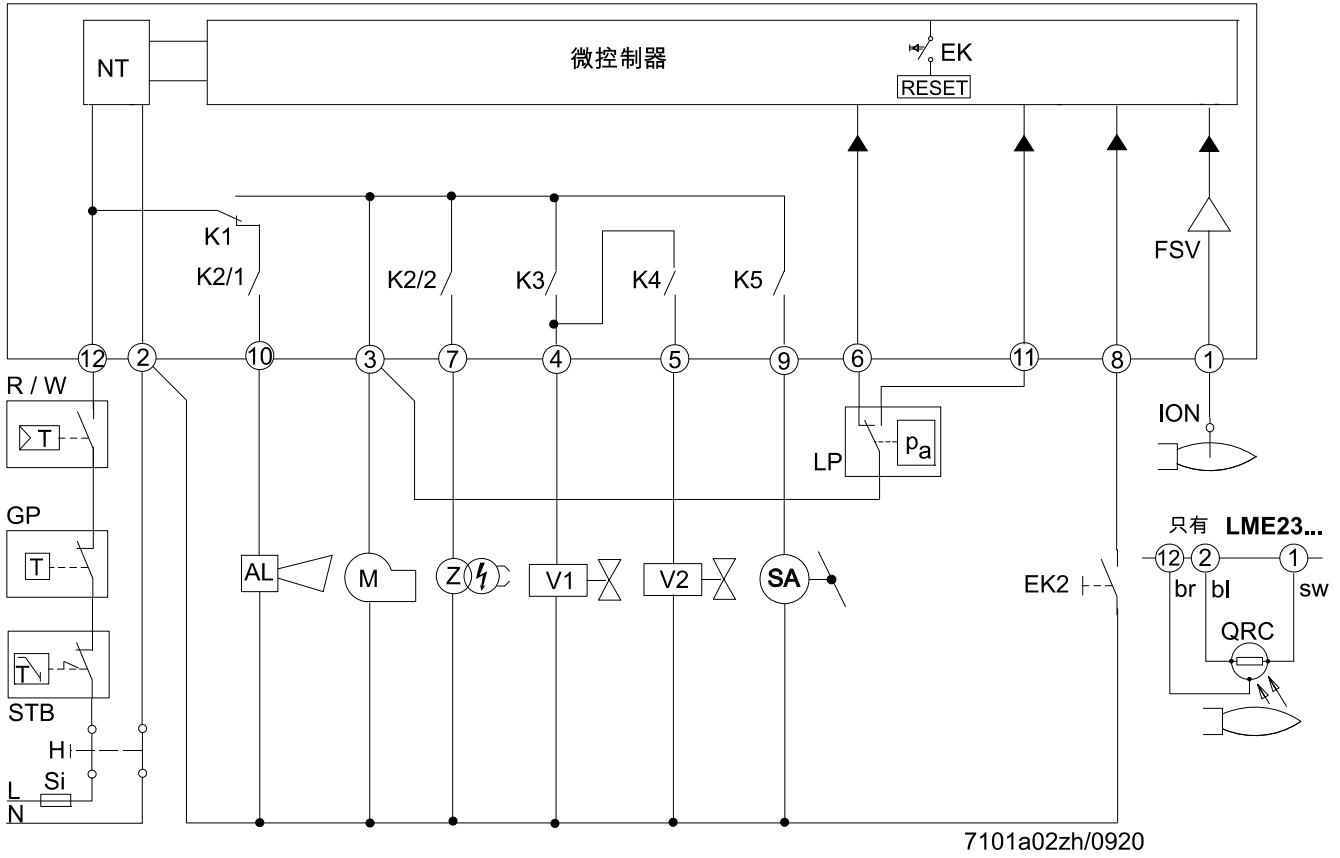 NT
微控制器
EK
RESET
K1
K2/1
K2/2
K3
K4
K5
FSV
12
2
10
3
7
4
5
9
6
11
8
1
R / W
T
GP
T
STB
T
H
Si
L
N
AL
M
Z
V1
V2
SA
LP
pa
EK2
ION
只有 LME23...
12
2
1
br
bl
sw
QRC
7101a02zh/0920